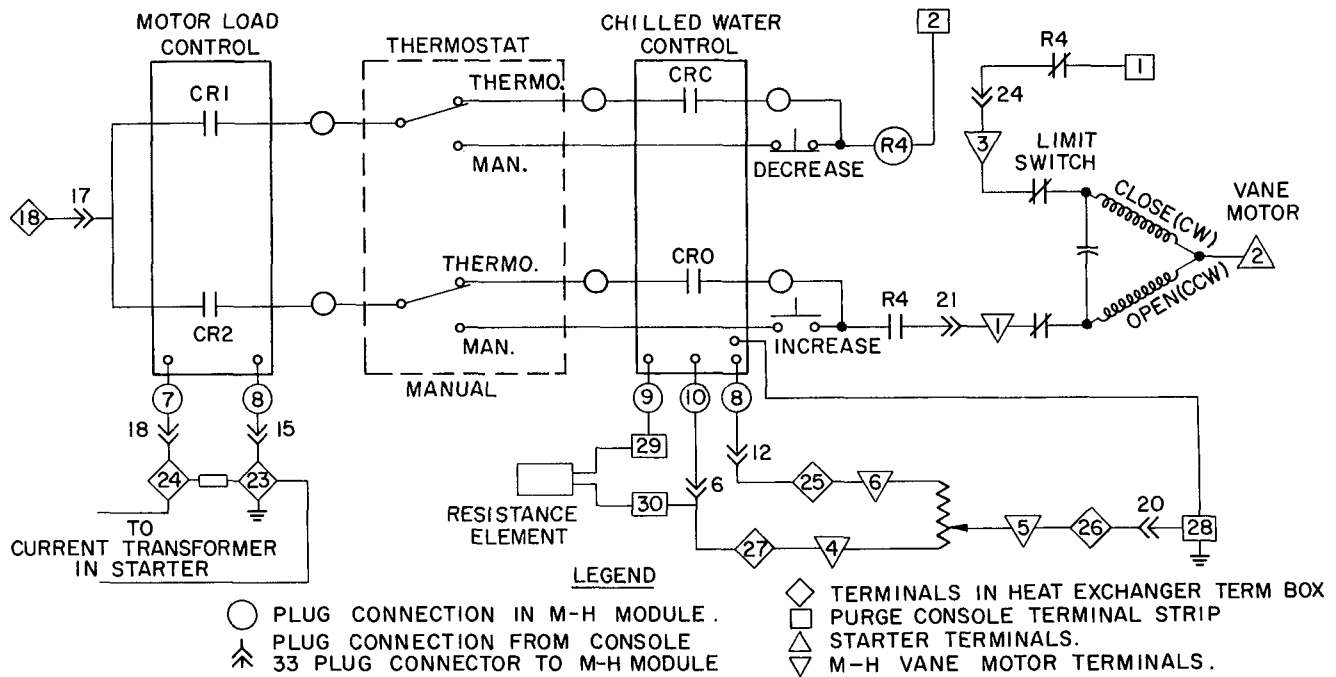 MOTOR LOAD
CONTROL
CHILLED WATER
CONTROL
2
THERMOSTAT
R4
1
CR1
THERMO.
CRC
24
3
LIMIT
SWITCH
17
MAN.
DECREASE
R4
CLOSE (CW)
VANE
MOTOR
18
2
THERMO.
CRO
OPEN (CCW)
R4
21
1
CR2
MAN.
INCREASE
MANUAL
7
8
9
10
8
18
15
29
12
24
23
6
25
6
30
20
RESISTANCE
ELEMENT
5
26
28
TO
CURRENT TRANSFORMER
IN STARTER
27
4
LEGEND
PLUG CONNECTION IN M-H MODULE.
PLUG CONNECTION FROM CONSOLE
33 PLUG CONNECTOR TO M-H MODULE
TERMINALS IN HEAT EXCHANGER TERM BOX
PURGE CONSOLE TERMINAL STRIP
STARTER TERMINALS.
M-H VANE MOTOR TERMINALS.